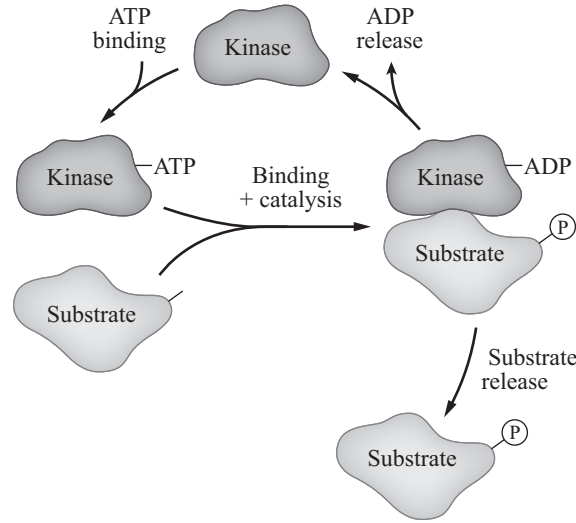 ATP
binding
Kinase
ADP
release
Kinase
ATP
Binding
+ catalysis
Kinase
ADP
Substrate
P
Substrate
Substrate
release
Substrate
P